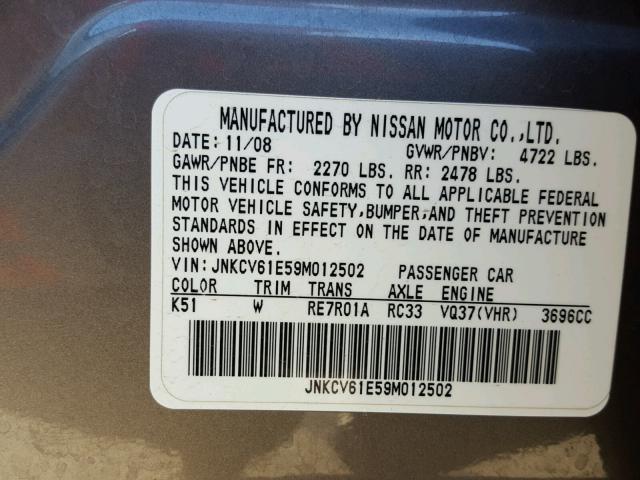 MANUFACTURED BY NISSAN MOTOR CO.,LTD.
DATE: 11/08 GVWR/PNBV: 4722 LBS.
GAWR/PNBE FR: 2270 LBS. RR: 2478 LBS.
THIS VEHICLE CONFORMS TO ALL APPLICABLE FEDERAL
MOTOR VEHICLE SAFETY,BUMPER,AND THEFT PREVENTION
STANDARDS IN EFFECT ON THE DATE OF MANUFACTURE
SHOWN ABOVE.
VIN:JNKCV61E59M012502 PASSENGER CAR
COLOR TRIM TRANS AXLE ENGINE
K51 W RE7R01A RC33 VQ37(VHR) 3696CC
JNKCV61E59M012502